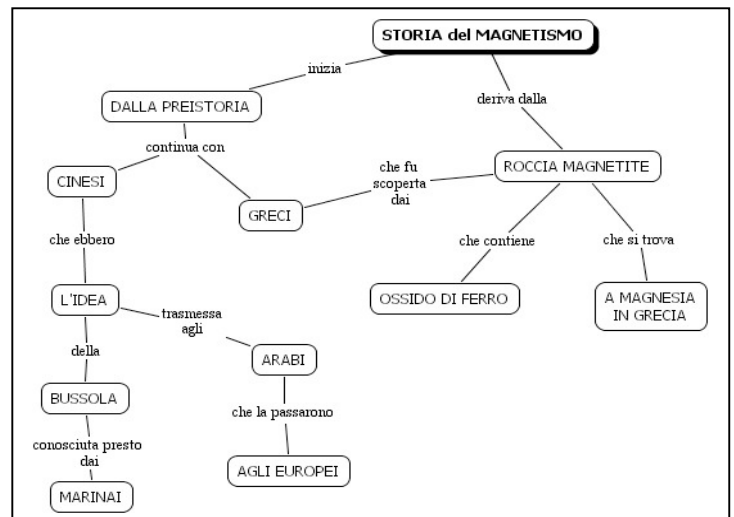 STORIA del MAGNETISMO
inizia
DALLA PREISTORIA
deriva dalla
continua con
CINESI
GRECI
che fu
scoperta
dai
ROCCIA MAGNETITE
che ebbero
che contiene
che si trova
L'IDEA
trasmessa
agli
OSSIDO DI FERRO
A MAGNESIA
IN GRECIA
della
ARABI
BUSSOLA
che la passarono
conosciuta presto
dai
AGLI EUROPEI
MARINAI